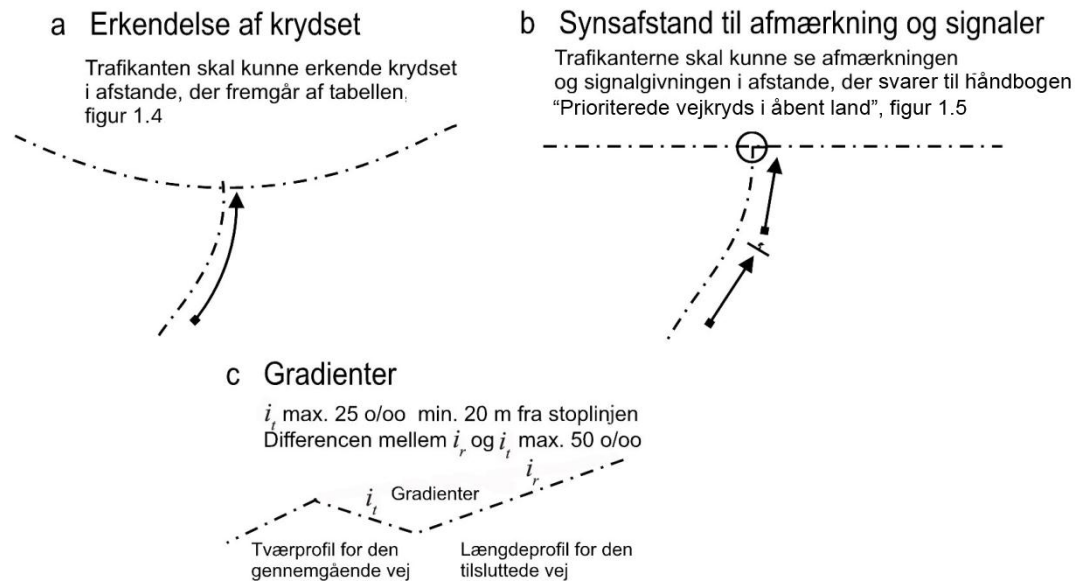 a Erkendelse af krydset
Trafikanten skal kunne erkende krydset
i afstande, der fremgår af tabellen,
figur 1.4
b Synsafstand til afmærkning og signaler
Trafikanterne skal kunne se afmærkningen
og signalgivningen i afstande, der svarer til håndbogen
“Prioriterede vejkryds i åbent land”, figur 1.5
c Gradienter
i_t max. 25 o/oo min. 20 m fra stoplinjen
Differencen mellem i_r og i_t max. 50 o/oo
i_r
i_t Gradienter
Tværprofil for den
gennemgående vej
Længdeprofil for den
tilsluttede vej